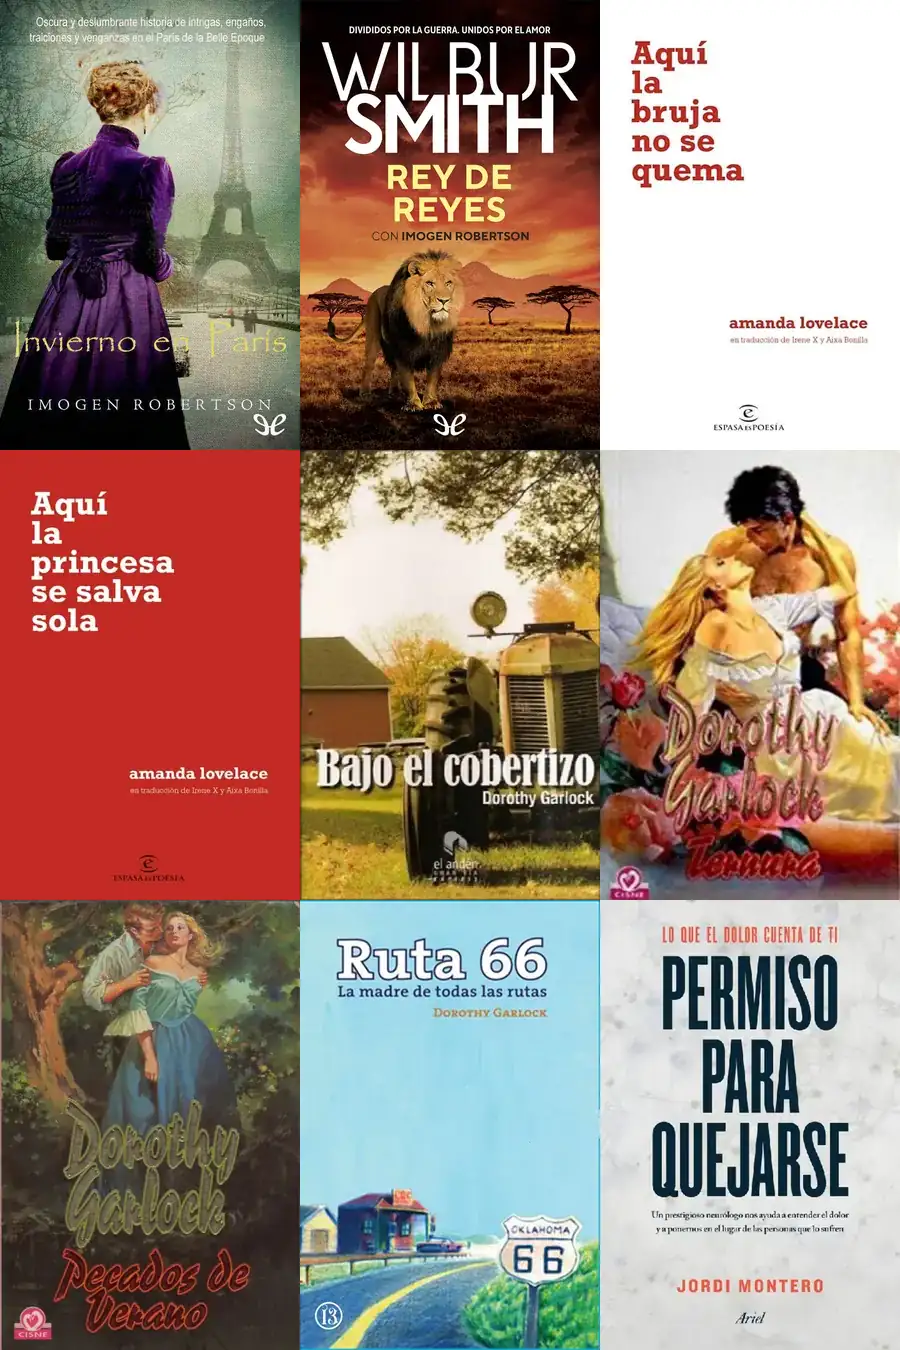 Oscura y deslumbrante historia de intrigas, engaños,
traiciones y venganzas en el París de la Belle Époque
Invierno en París
IMOGEN ROBERTSON
DIVIDIDOS POR LA GUERRA. UNIDOS POR EL AMOR
WILBUR
SMITH
REY DE
REYES
CON IMOGEN ROBERTSON
Aquí
la
bruja
no se
quema
amanda lovelace
en traducción de Irene X y Aixa Bonilla
ESPASAesPOESÍA
Aquí
la
princesa
se salva
sola
amanda lovelace
en traducción de Irene X y Aixa Bonilla
ESPASAesPOESÍA
Bajo el cobertizo
Dorothy Garlock
el andén
Dorothy
Garlock
Ternura
CISNE
Dorothy
Garlock
Pecados de
Verano
CISNE
Ruta 66
La madre de todas las rutas
DOROTHY GARLOCK
OKLAHOMA
66
13
LO QUE EL DOLOR CUENTA DE TI
PERMISO
PARA
QUEJARSE
Un prestigioso neurólogo nos ayuda a entender el dolor
y a ponernos en el lugar de las personas que lo sufren
JORDI MONTERO
Ariel